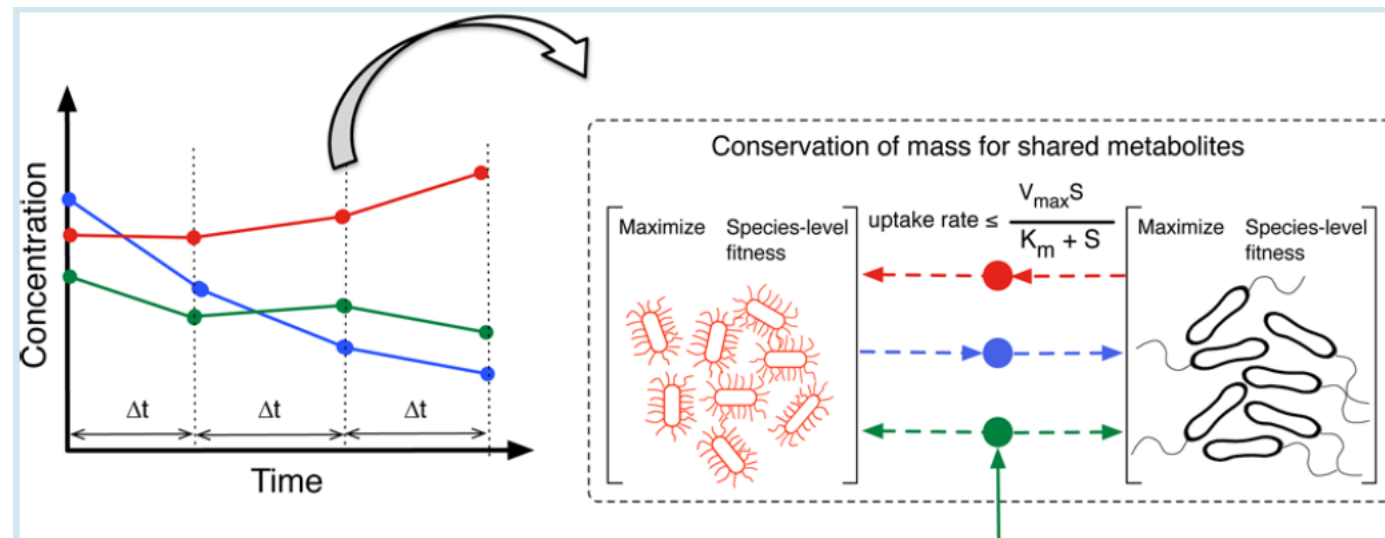 Concentration
Δt Δt Δt
Time
Conservation of mass for shared metabolites
Maximize Species-level
fitness
uptake rate ≤ VmaxS
Km + S
Maximize Species-level
fitness